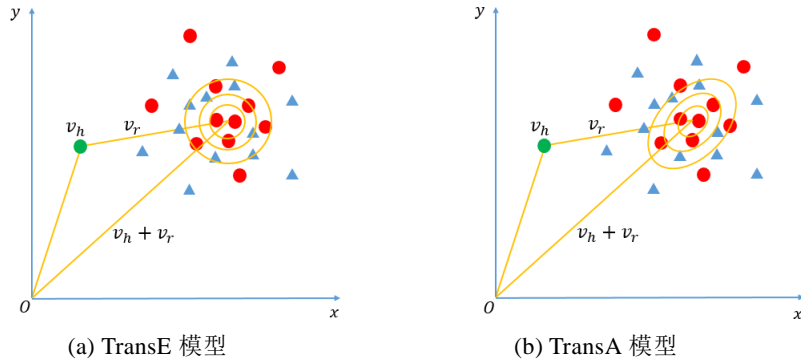 y
v_h
v_r
v_h + v_r
O
x
(a) TransE 模型
y
v_h
v_r
v_h + v_r
O
x
(b) TransA 模型